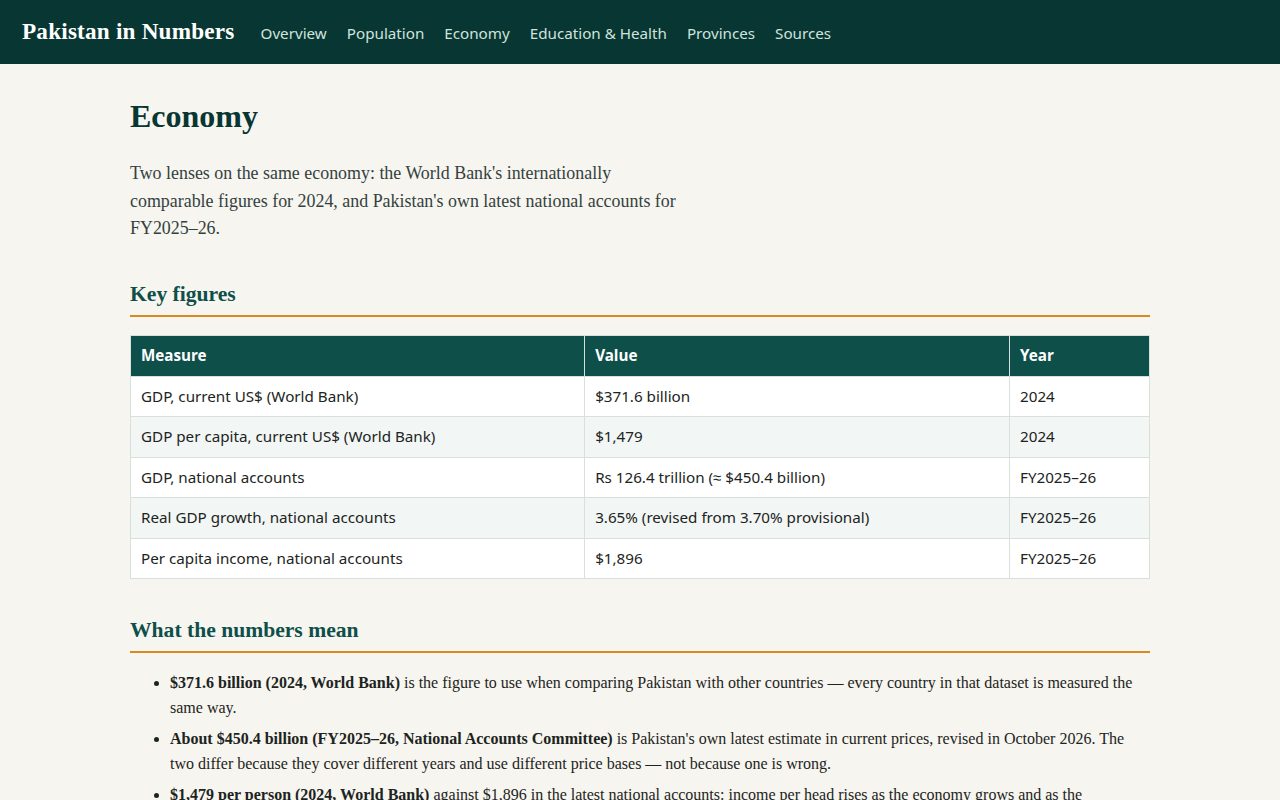 Pakistan in Numbers Overview Population Economy Education & Health Provinces Sources
Economy
Two lenses on the same economy: the World Bank's internationally
comparable figures for 2024, and Pakistan's own latest national accounts for
FY2025–26.
Key figures
Measure Value Year
GDP, current US$ (World Bank) $371.6 billion 2024
GDP per capita, current US$ (World Bank) $1,479 2024
GDP, national accounts Rs 126.4 trillion (≈ $450.4 billion) FY2025–26
Real GDP growth, national accounts 3.65% (revised from 3.70% provisional) FY2025–26
Per capita income, national accounts $1,896 FY2025–26
What the numbers mean
• $371.6 billion (2024, World Bank) is the figure to use when comparing Pakistan with other countries — every country in that dataset is measured the
same way.
• About $450.4 billion (FY2025–26, National Accounts Committee) is Pakistan's own latest estimate in current prices, revised in October 2026. The
two differ because they cover different years and use different price bases — not because one is wrong.
• $1,479 per person (2024, World Bank) against $1,896 in the latest national accounts: income per head rises as the economy grows and as the